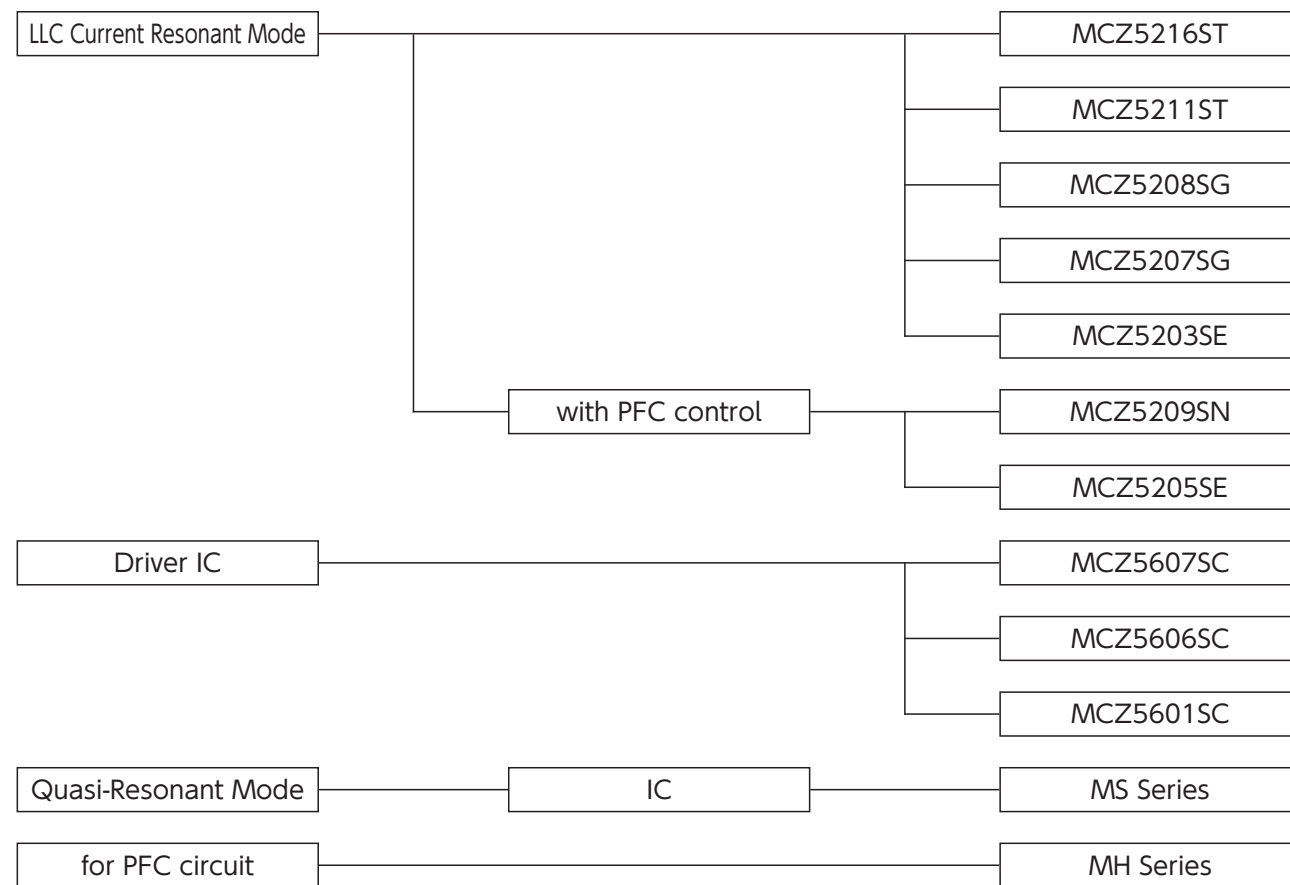 LLC Current Resonant Mode
MCZ5216ST
MCZ5211ST
MCZ5208SG
MCZ5207SG
MCZ5203SE
with PFC control
MCZ5209SN
MCZ5205SE
Driver IC
MCZ5607SC
MCZ5606SC
MCZ5601SC
Quasi-Resonant Mode
IC
MS Series
for PFC circuit
MH Series